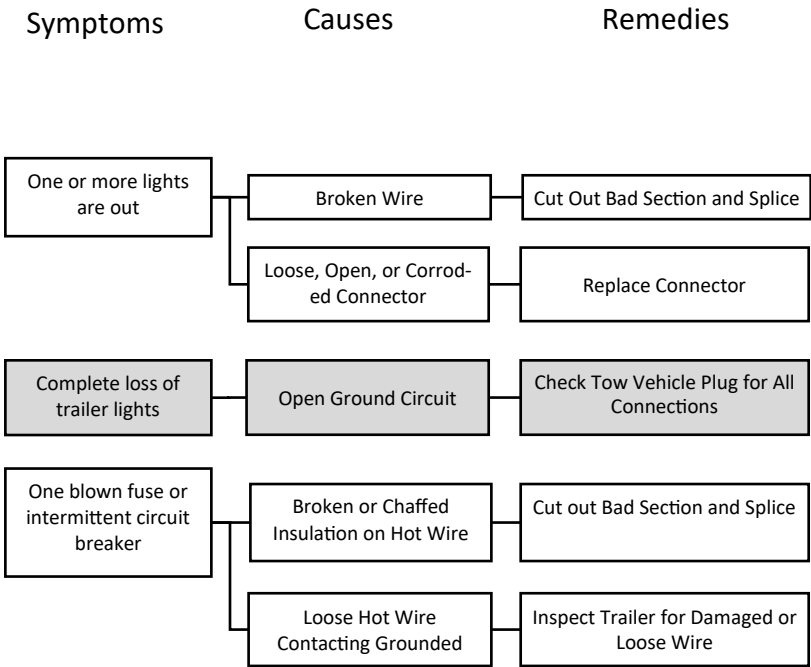 Symptoms Causes Remedies
One or more lights
are out
Broken Wire
Cut Out Bad Section and Splice
Loose, Open, or Corrod-
ed Connector
Replace Connector
Complete loss of
trailer lights
Open Ground Circuit
Check Tow Vehicle Plug for All
Connections
One blown fuse or
intermittent circuit
breaker
Broken or Chaffed
Insulation on Hot Wire
Cut out Bad Section and Splice
Loose Hot Wire
Contacting Grounded
Inspect Trailer for Damaged or
Loose Wire